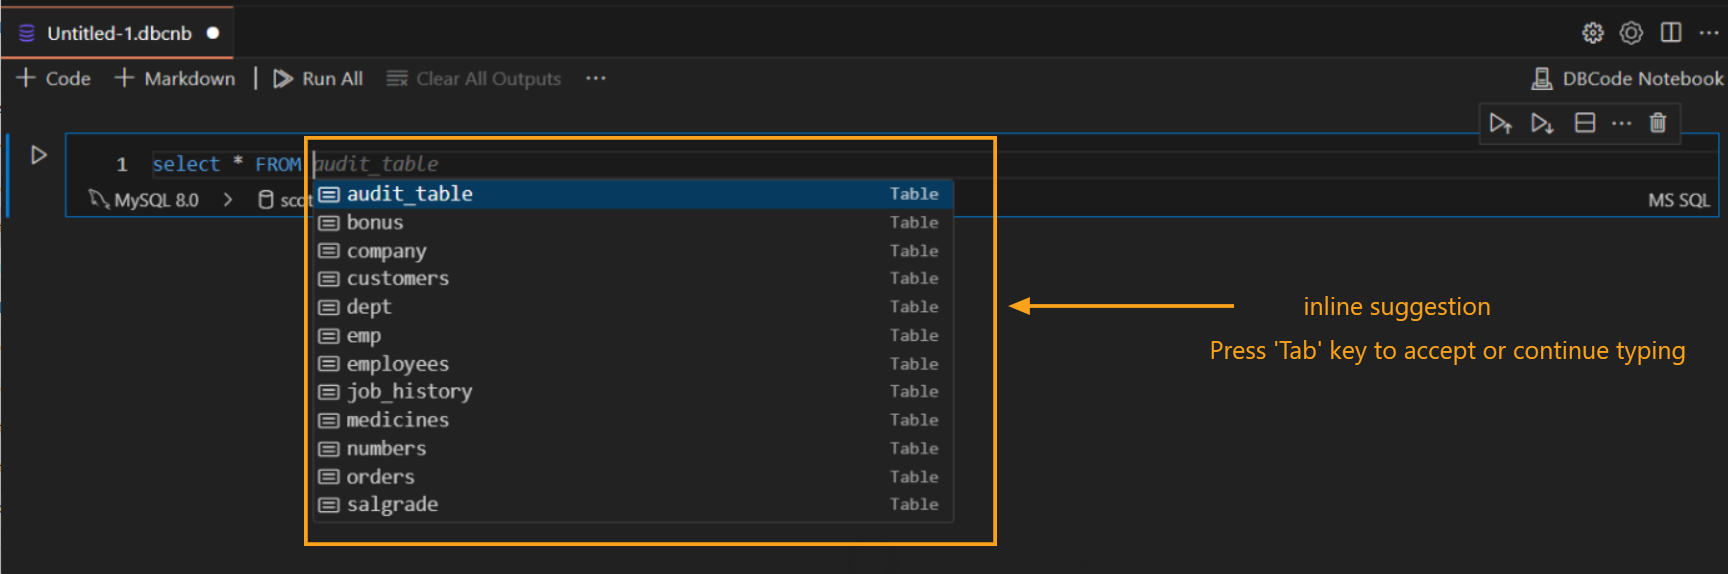 Untitled-1.dbcnb
Code Markdown Run All Clear All Outputs ...
DBCode Notebook
1 select * FROM audit_table
MySQL 8.0 > scot
MS SQL
audit_table Table
bonus Table
company Table
customers Table
dept Table
emp Table
employees Table
job_history Table
medicines Table
numbers Table
orders Table
salgrade Table
inline suggestion
Press 'Tab' key to accept or continue typing